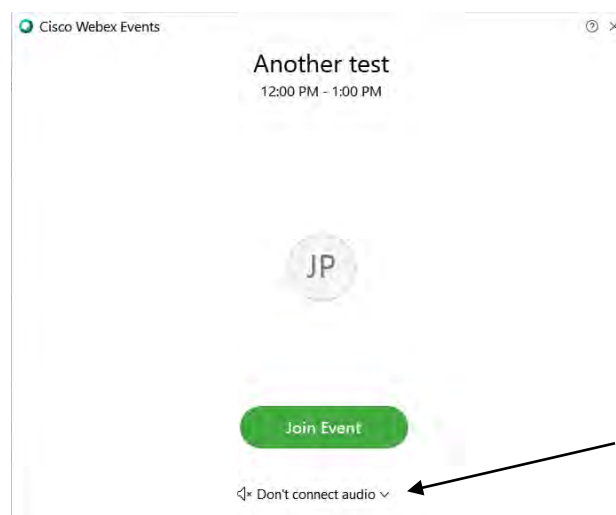 Cisco Webex Events
Another test
12:00 PM - 1:00 PM
JP
Join Event
Don't connect audio